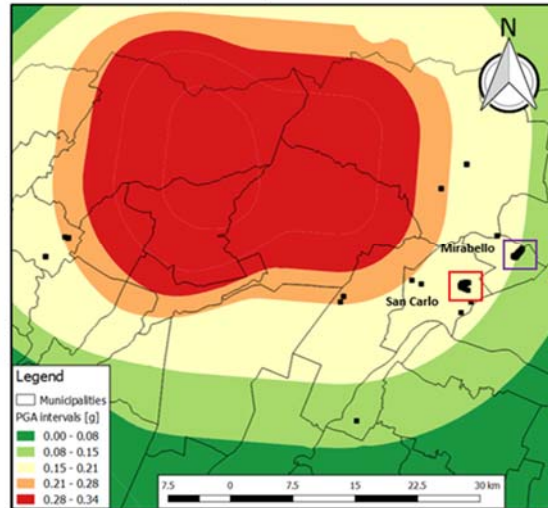 N
Mirabello
San Carlo
Legend
Municipalities
PGA intervals [g]
0.00 - 0.08
0.08 - 0.15
0.15 - 0.21
0.21 - 0.28
0.28 - 0.34
7.5 0 7.5 15 22.5 30 km